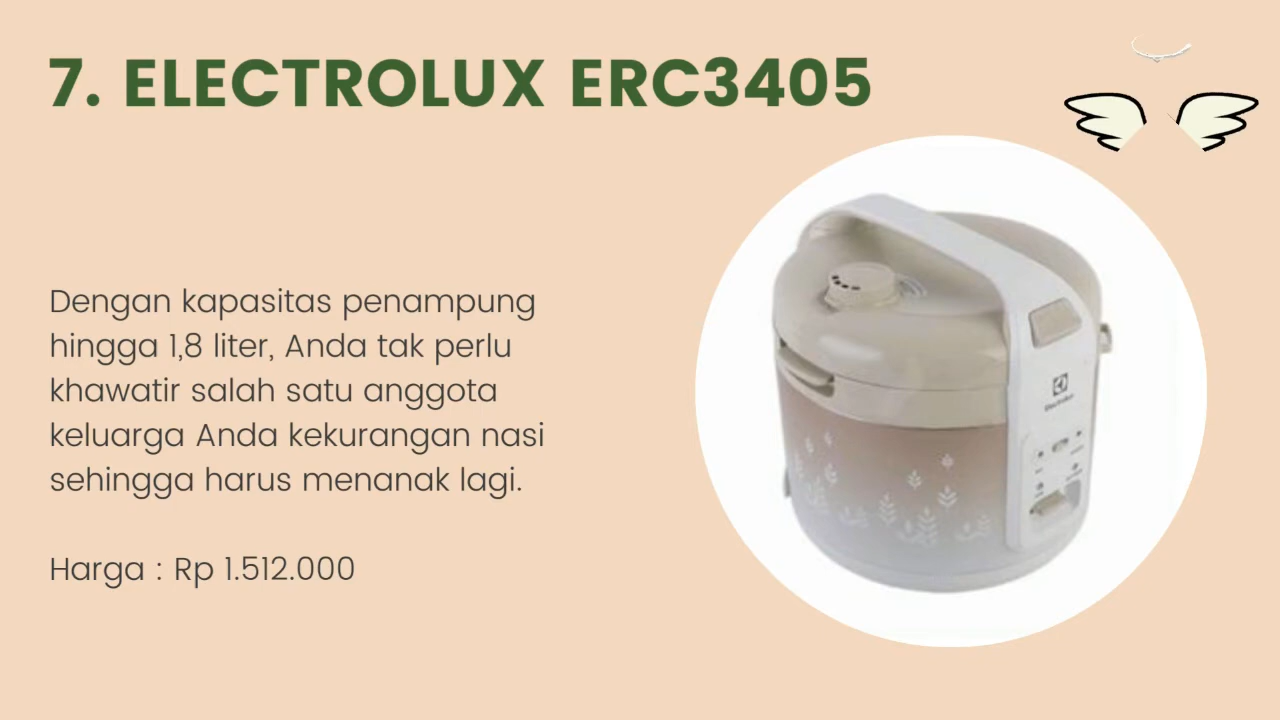 7. ELECTROLUX ERC3405
Dengan kapasitas penampung
hingga 1,8 liter, Anda tak perlu
khawatir salah satu anggota
keluarga Anda kekurangan nasi
sehingga harus menanak lagi.
Harga : Rp 1.512.000
Electrolux